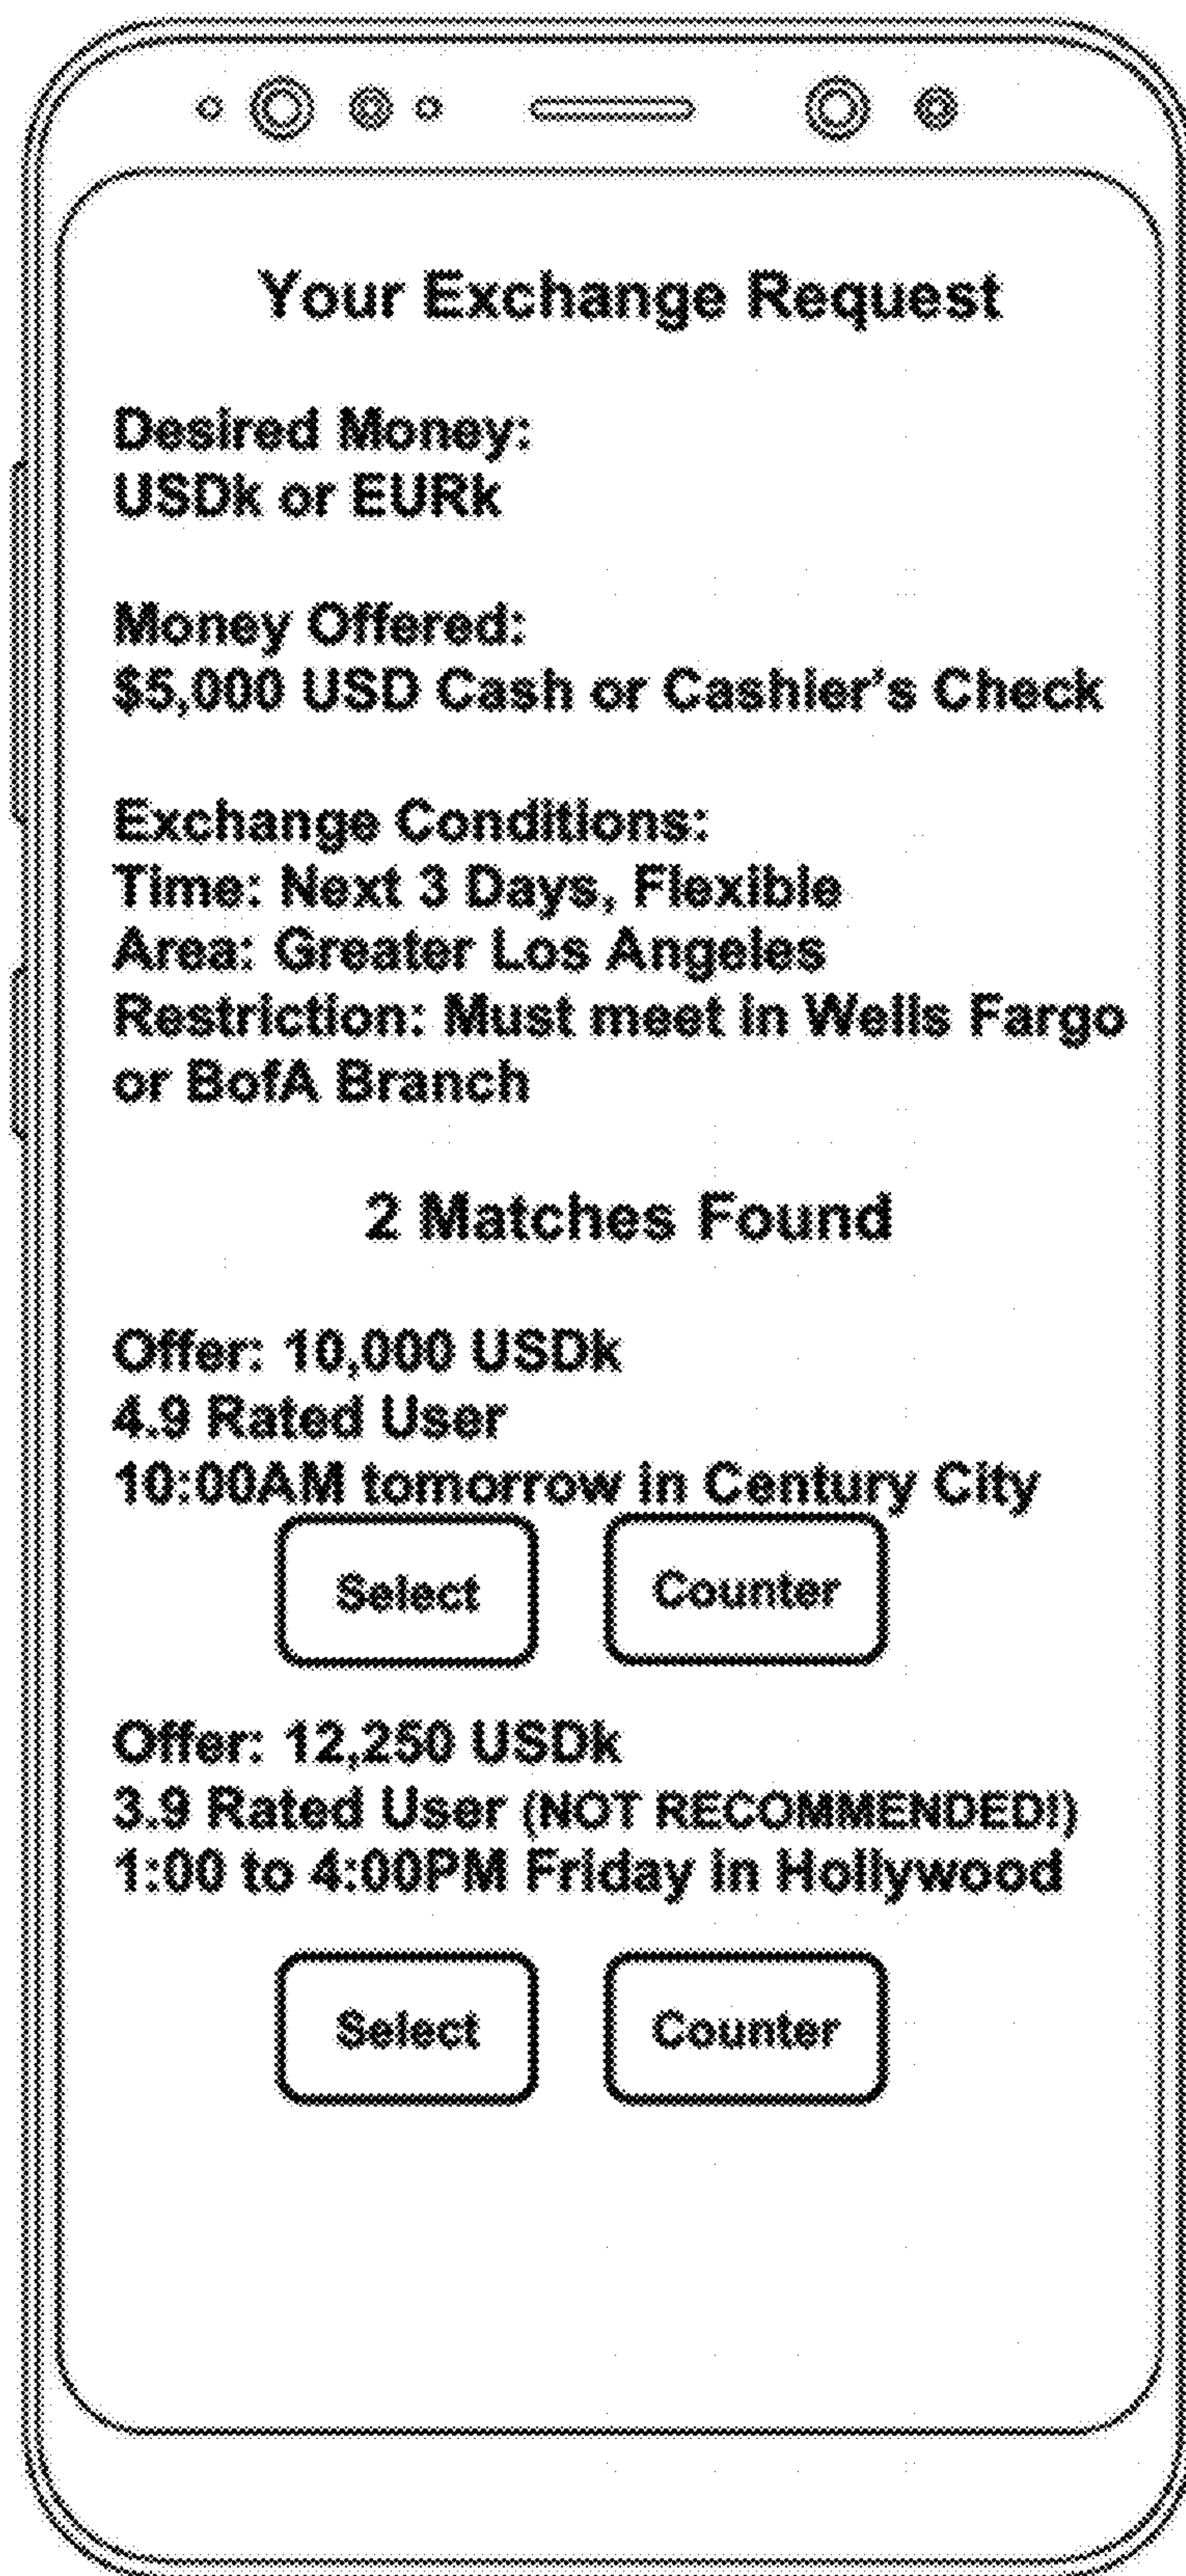 Your Exchange Request
Desired Money:
USDk or EURk
Money Offered:
$5,000 USD Cash or Cashier's Check
Exchange Conditions:
Time: Next 3 Days, Flexible
Area: Greater Los Angeles
Restriction: Must meet in Wells Fargo
or BofA Branch
2 Matches Found
Offer: 10,000 USDk
4.9 Rated User
10:00AM tomorrow in Century City
Select Counter
Offer: 12,250 USDk
3.9 Rated User (NOT RECOMMENDED!)
1:00 to 4:00PM Friday in Hollywood
Select Counter